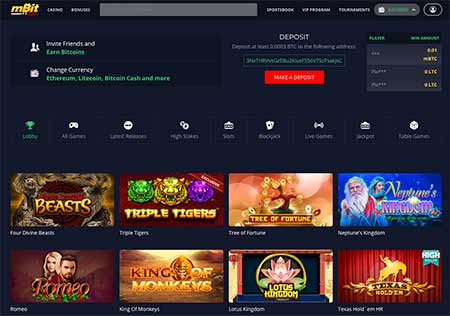 mBit
CASINO
BONUSES
SPORTSBOOK
VIP PROGRAM
TOURNAMENTS
Invite Friends and
Earn Bitcoins
Change Currency
Ethereum, Litecoin, Bitcoin Cash and more
DEPOSIT
Deposit at least 0.0003 BTC to the following address:
MAKE A DEPOSIT
PLAYER
WIN AMOUNT
***
0.01
mBTC
Pla***
0 LTC
Pla***
0 LTC
Lobby
All Games
Latest Releases
High Stakes
Slots
Blackjack
Live Games
Jackpot
Table Games
BEASTS
EXCLUSIVE
TRIPLE TIGERS
TREE OF FORTUNE
Neptune's
KINGDOM
Four Divine Beasts
Triple Tigers
Tree of Fortune
Neptune's Kingdom
Romeo
KING OF
MONKEYS
LOTUS
KINGDOM
HIGH
TEXAS
HOLD'EM
Romeo
King Of Monkeys
Lotus Kingdom
Texas Hold`em HR